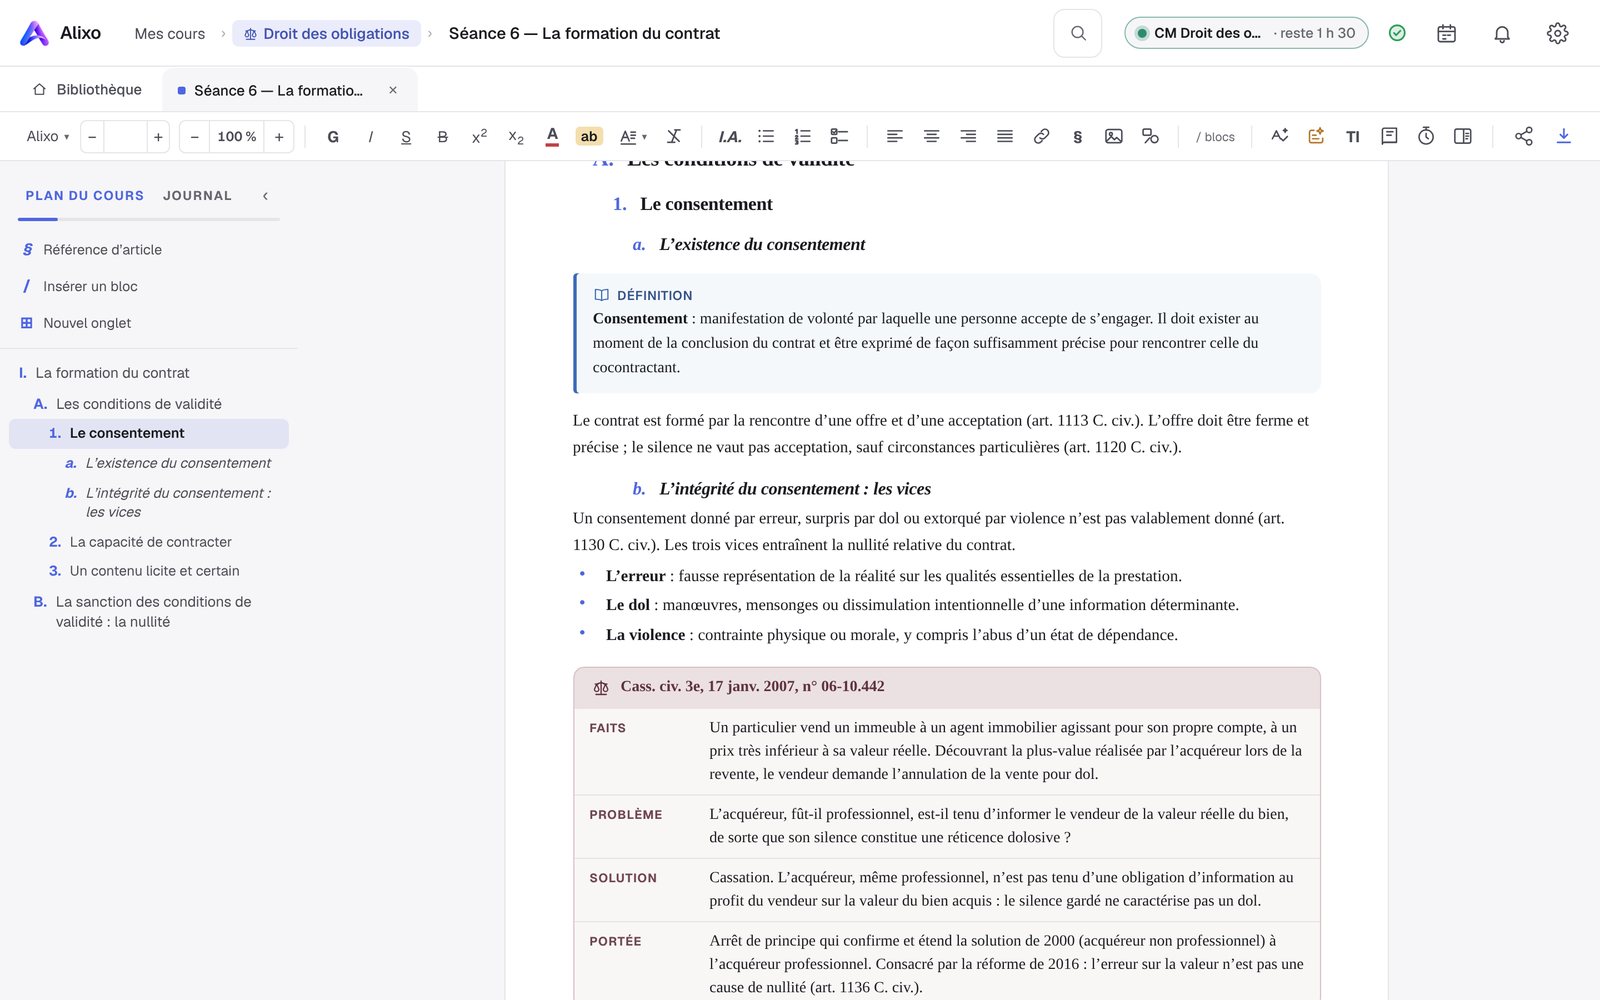 Alixo
Mes cours › Droit des obligations › Séance 6 — La formation du contrat
CM Droit des o... · reste 1 h 30
Bibliothèque
Séance 6 — La formatio... ×
Alixo ▾ − + − 100 % + G I S B x² x₂ A ab A I.A. § / blocs TI
PLAN DU COURS JOURNAL ‹
§ Référence d’article
/ Insérer un bloc
Nouvel onglet
I. La formation du contrat
A. Les conditions de validité
1. Le consentement
a. L’existence du consentement
b. L’intégrité du consentement :
les vices
2. La capacité de contracter
3. Un contenu licite et certain
B. La sanction des conditions de
validité : la nullité
A. Les conditions de validité
1. Le consentement
a. L’existence du consentement
DÉFINITION
Consentement : manifestation de volonté par laquelle une personne accepte de s’engager. Il doit exister au
moment de la conclusion du contrat et être exprimé de façon suffisamment précise pour rencontrer celle du
cocontractant.
Le contrat est formé par la rencontre d’une offre et d’une acceptation (art. 1113 C. civ.). L’offre doit être ferme et
précise ; le silence ne vaut pas acceptation, sauf circonstances particulières (art. 1120 C. civ.).
b. L’intégrité du consentement : les vices
Un consentement donné par erreur, surpris par dol ou extorqué par violence n’est pas valablement donné (art.
1130 C. civ.). Les trois vices entraînent la nullité relative du contrat.
• L’erreur : fausse représentation de la réalité sur les qualités essentielles de la prestation.
• Le dol : manœuvres, mensonges ou dissimulation intentionnelle d’une information déterminante.
• La violence : contrainte physique ou morale, y compris l’abus d’un état de dépendance.
Cass. civ. 3e, 17 janv. 2007, n° 06-10.442
FAITS
Un particulier vend un immeuble à un agent immobilier agissant pour son propre compte, à un
prix très inférieur à sa valeur réelle. Découvrant la plus-value réalisée par l’acquéreur lors de la
revente, le vendeur demande l’annulation de la vente pour dol.
PROBLÈME
L’acquéreur, fût-il professionnel, est-il tenu d’informer le vendeur de la valeur réelle du bien,
de sorte que son silence constitue une réticence dolosive ?
SOLUTION
Cassation. L’acquéreur, même professionnel, n’est pas tenu d’une obligation d’information au
profit du vendeur sur la valeur du bien acquis : le silence gardé ne caractérise pas un dol.
PORTÉE
Arrêt de principe qui confirme et étend la solution de 2000 (acquéreur non professionnel) à
l’acquéreur professionnel. Consacré par la réforme de 2016 : l’erreur sur la valeur n’est pas une
cause de nullité (art. 1136 C. civ.).